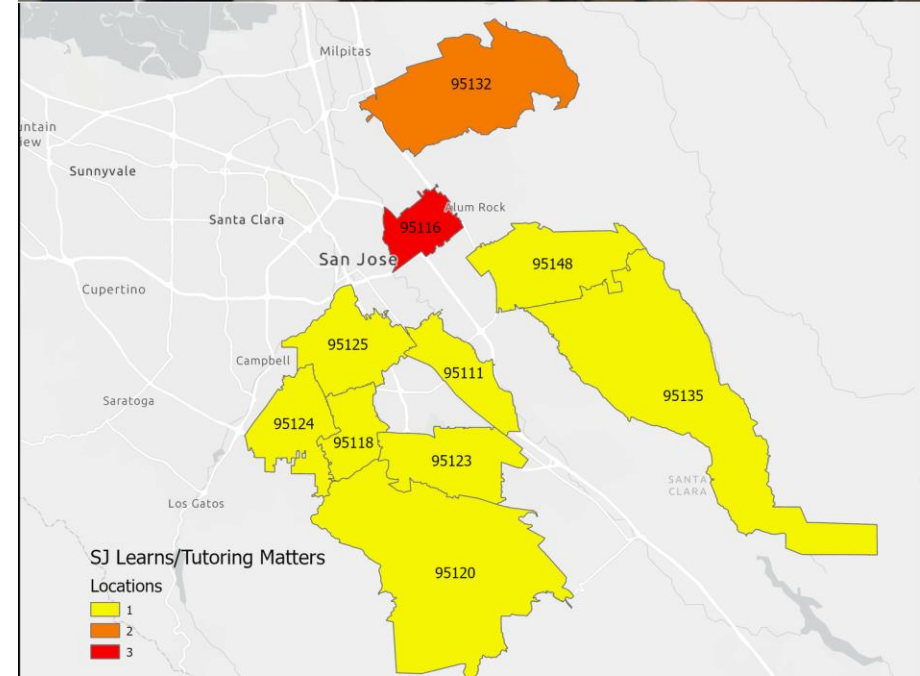 Milpitas
95132
untain
iew
Sunnyvale
Santa Clara
Alum Rock
95116
San Jose
95148
Cupertino
95125
Campbell
95111
Saratoga
95135
95124
95118
95123
SANTA
CLARA
Los Gatos
95120
SJ Learns/Tutoring Matters
Locations
1
2
3